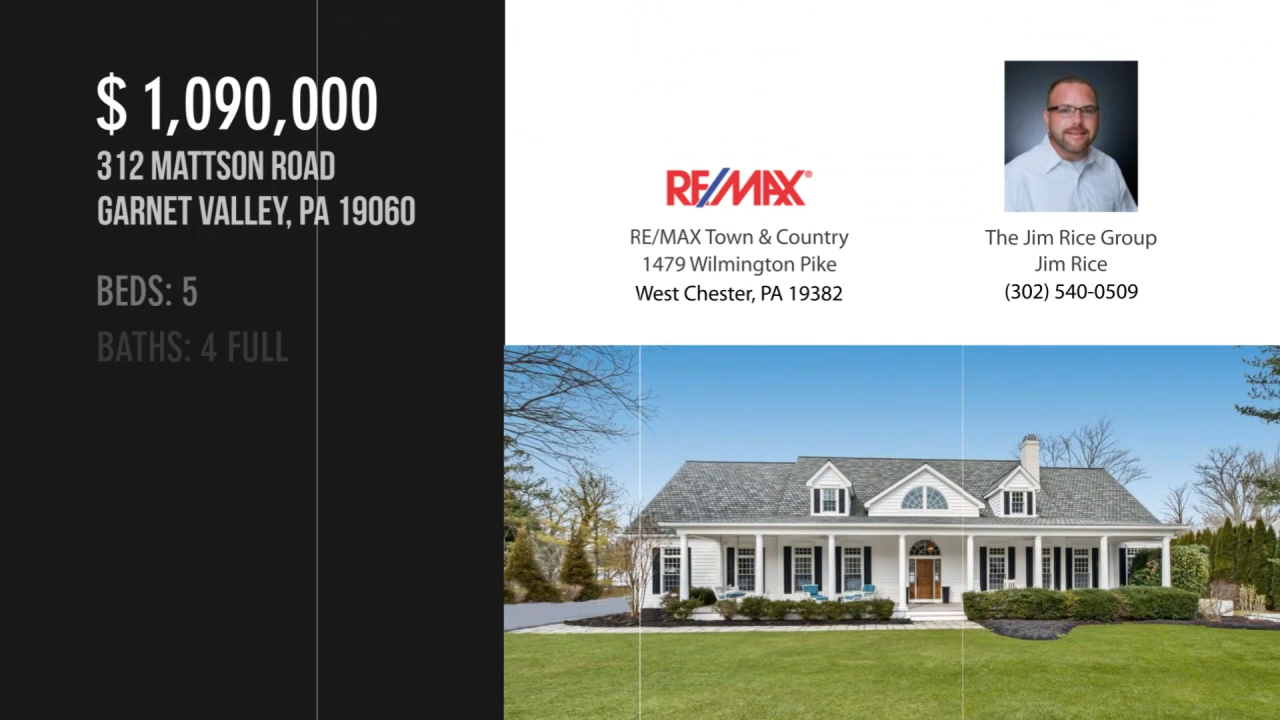 $ 1,090,000
312 MATTSON ROAD
GARNET VALLEY, PA 19060
BEDS: 5
BATHS: 4 FULL
RE/MAX®
RE/MAX Town & Country
1479 Wilmington Pike
West Chester, PA 19382
The Jim Rice Group
Jim Rice
(302) 540-0509